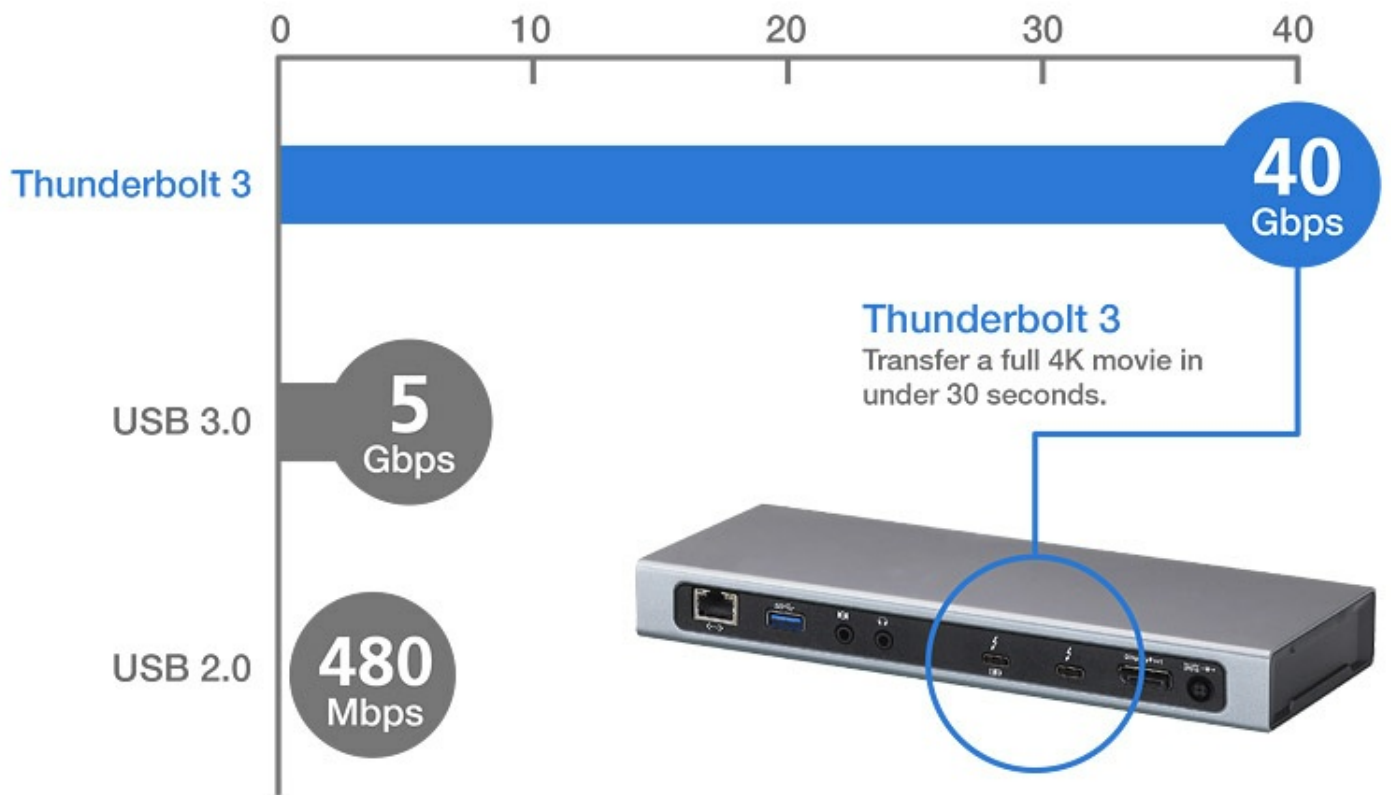 0 10 20 30 40
Thunderbolt 3
40
Gbps
Thunderbolt 3
Transfer a full 4K movie in
under 30 seconds.
USB 3.0
5
Gbps
USB 2.0
480
Mbps